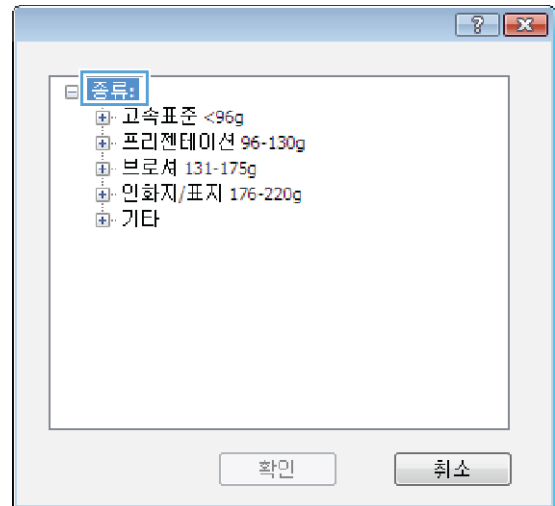 종류:
고속표준 <96g
프리젠테이션 96-130g
브로셔 131-175g
인화지/표지 176-220g
기타
확인 취소